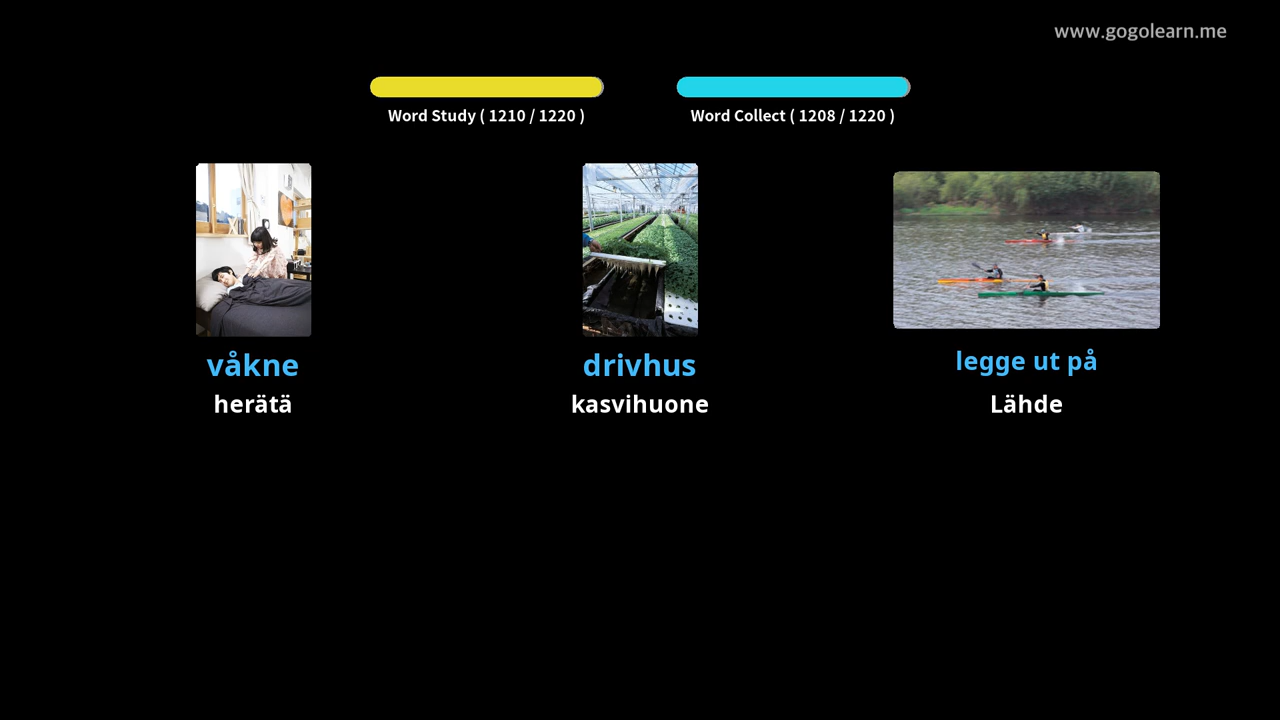 www.gogolearn.me
Word Study ( 1210 / 1220 )
Word Collect ( 1208 / 1220 )
våkne
drivhus
legge ut på
herätä
kasvihuone
Lähde